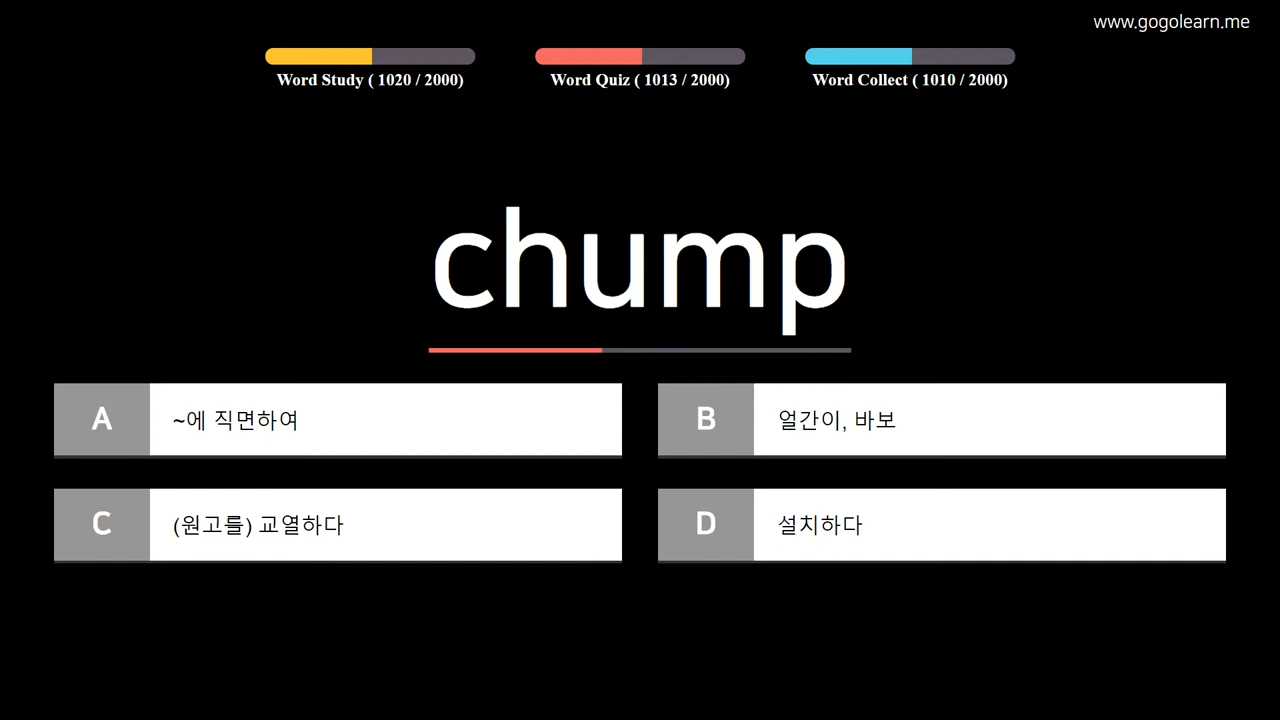 www.gogolearn.me
Word Study ( 1020 / 2000)
Word Quiz ( 1013 / 2000)
Word Collect ( 1010 / 2000)
chump
A ~에 직면하여
B 얼간이, 바보
C (원고를) 교열하다
D 설치하다